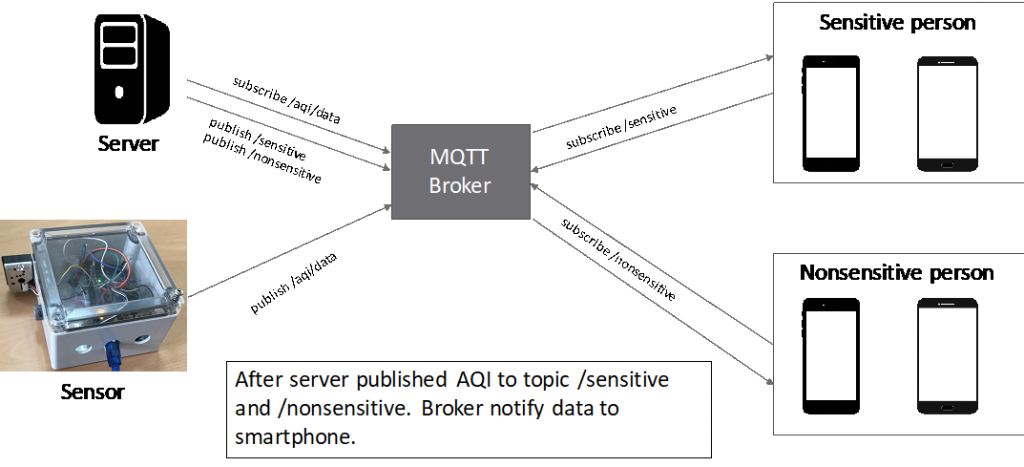 Server
subscribe /aqi/data
publish /sensitive
publish /nonsensitive
Sensor
publish /aqi/data
MQTT
Broker
Sensitive person
subscribe /sensitive
Nonsensitive person
subscribe /nonsensitive
After server published AQI to topic /sensitive
and /nonsensitive. Broker notify data to
smartphone.